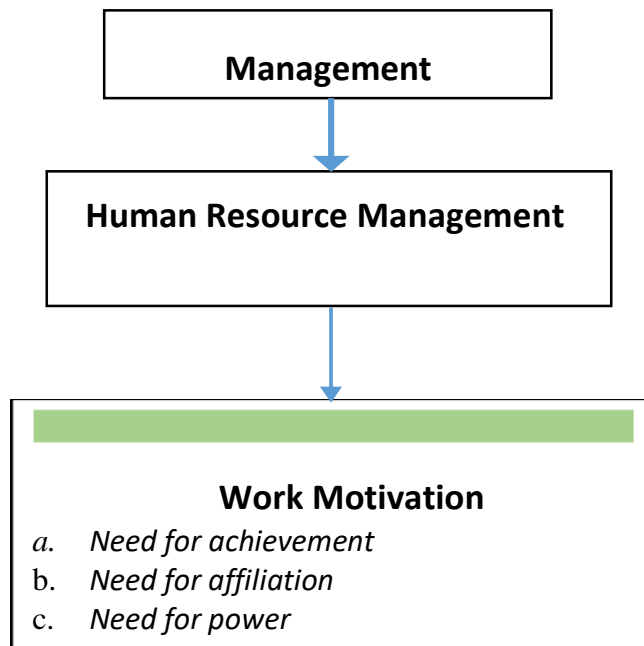 Management
Human Resource Management
Work Motivation
a. Need for achievement
b. Need for affiliation
c. Need for power